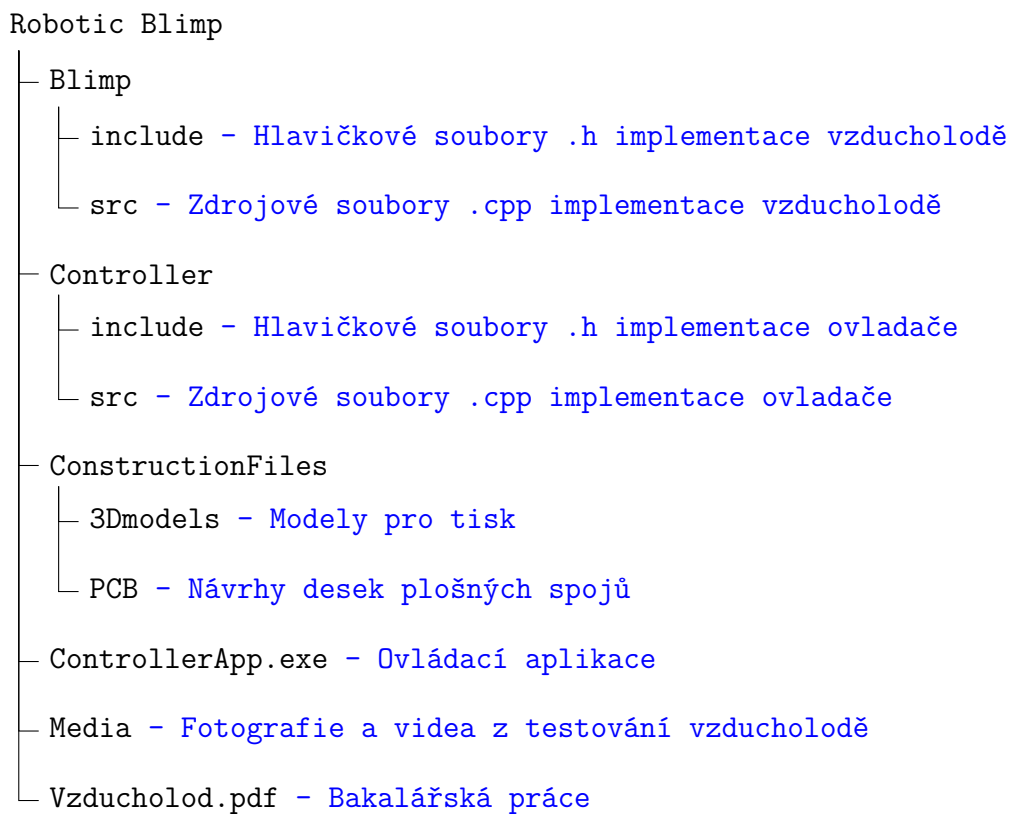 Robotic Blimp
Blimp
include - Hlavičkové soubory .h implementace vzducholodě
src - Zdrojové soubory .cpp implementace vzducholodě
Controller
include - Hlavičkové soubory .h implementace ovladače
src - Zdrojové soubory .cpp implementace ovladače
ConstructionFiles
3Dmodels - Modely pro tisk
PCB - Návrhy desek plošných spojů
ControllerApp.exe - Ovládací aplikace
Media - Fotografie a videa z testování vzducholodě
Vzducholod.pdf - Bakalářská práce